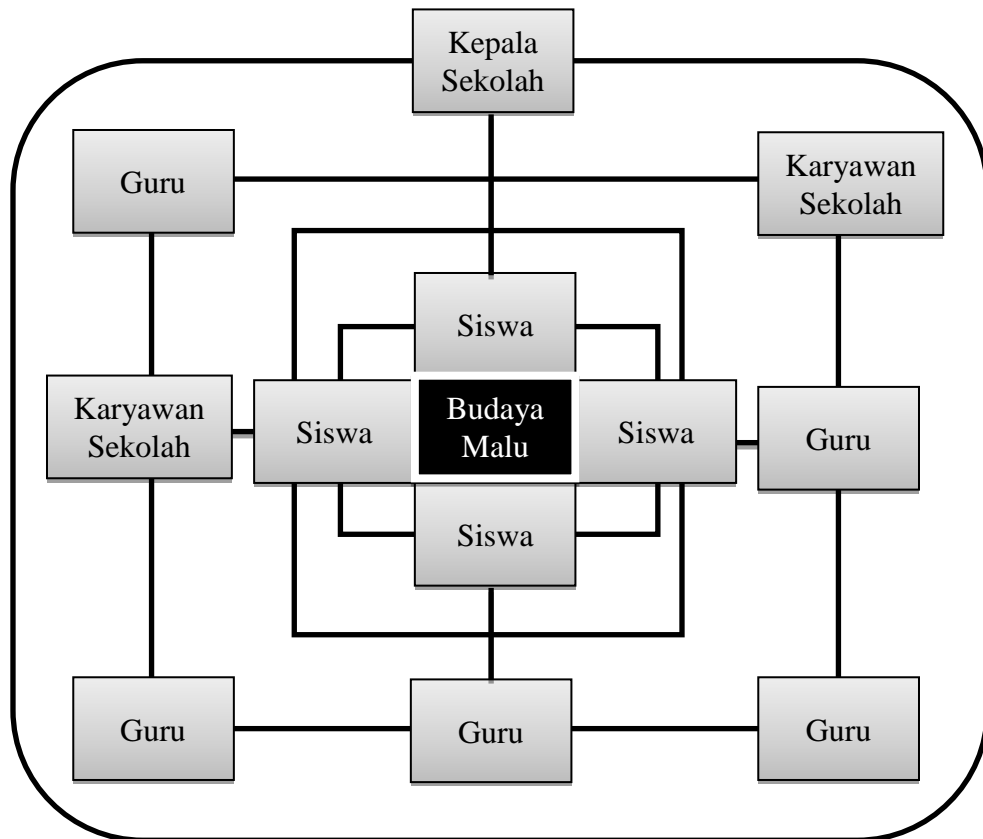 Kepala
Sekolah
Guru
Karyawan
Sekolah
Siswa
Karyawan
Sekolah
Siswa
Budaya
Malu
Siswa
Guru
Siswa
Guru
Guru
Guru